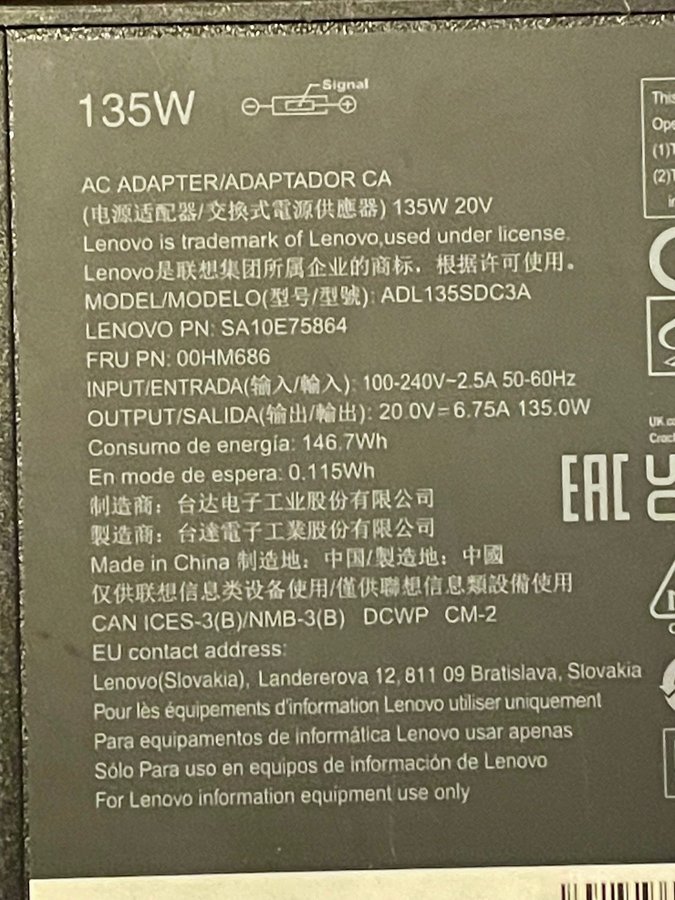 135W
Signal
AC ADAPTER/ADAPTADOR CA
(电源适配器/交換式電源供應器) 135W 20V
Lenovo is trademark of Lenovo,used under license.
Lenovo是联想集团所属企业的商标，根据许可使用。
MODEL/MODELO(型号/型號): ADL135SDC3A
LENOVO PN: SA10E75864
FRU PN: 00HM686
INPUT/ENTRADA(输入/輸入): 100-240V~2.5A 50-60Hz
OUTPUT/SALIDA(输出/輸出): 20.0V⎓6.75A 135.0W
Consumo de energía: 146.7Wh
En mode de espera: 0.115Wh
制造商：台达电子工业股份有限公司
製造商：台達電子工業股份有限公司
Made in China 制造地：中国/製造地：中國
仅供联想信息类设备使用/僅供聯想信息類設備使用
CAN ICES-3(B)/NMB-3(B) DCWP CM-2
EU contact address:
Lenovo(Slovakia), Landererova 12, 811 09 Bratislava, Slovakia
Pour lès équipements d'information Lenovo utiliser uniquement
Para equipamentos de informática Lenovo usar apenas
Sólo Para uso en equipos de información de Lenovo
For Lenovo information equipment use only
This
Ope
(1)T
(2)T
UK.co
EAC